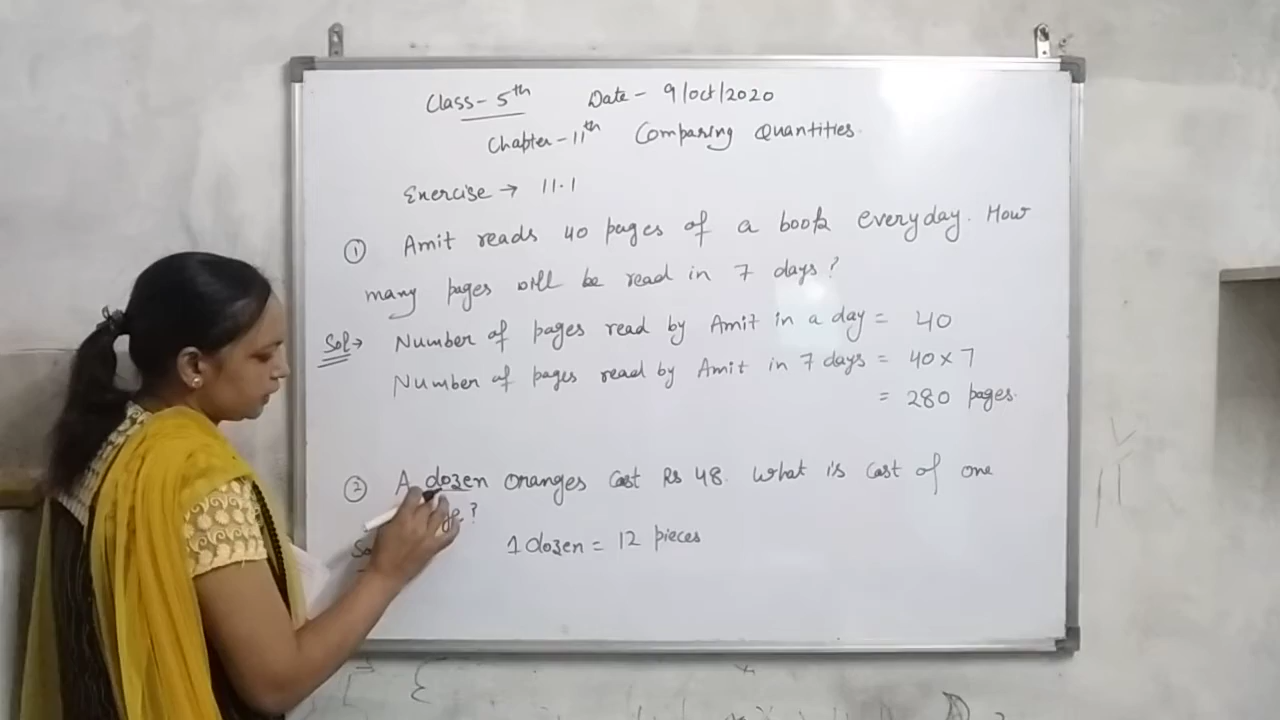 Class - 5th Date - 9/Oct/2020
Chapter - 11th Comparing Quantities.
Exercise → 11.1
① Amit reads 40 pages of a book everyday. How
many pages will be read in 7 days?
Sol→ Number of pages read by Amit in a day = 40
Number of pages read by Amit in 7 days = 40 × 7
= 280 pages.
② A dozen oranges cost Rs 48. What is cost of one
?
1 dozen = 12 pieces